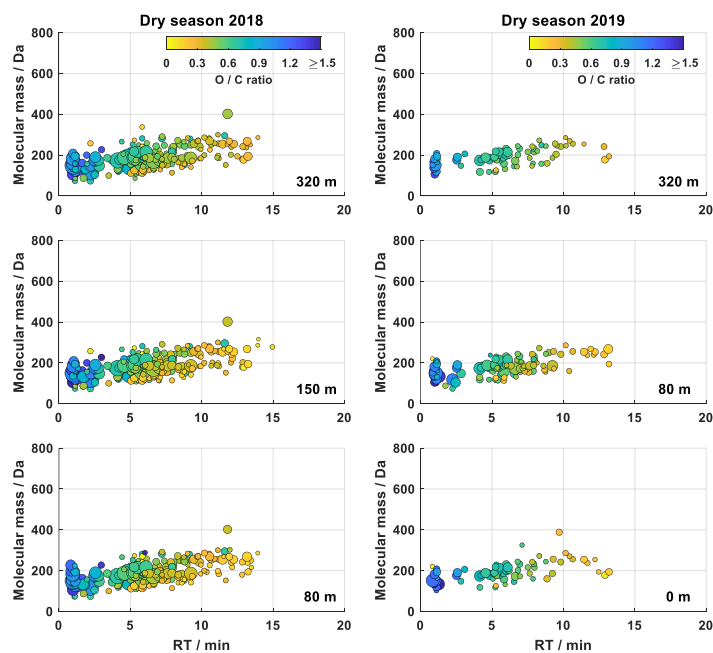 Dry season 2018
800
600
400
200
0
0 5 10 15 20
Molecular mass / Da
0 0.3 0.6 0.9 1.2 ≥1.5
O / C ratio
320 m
Dry season 2019
800
600
400
200
0
0 5 10 15 20
Molecular mass / Da
0 0.3 0.6 0.9 1.2 ≥1.5
O / C ratio
320 m
800
600
400
200
0
0 5 10 15 20
Molecular mass / Da
150 m
800
600
400
200
0
0 5 10 15 20
Molecular mass / Da
80 m
800
600
400
200
0
0 5 10 15 20
Molecular mass / Da
RT / min
80 m
800
600
400
200
0
0 5 10 15 20
Molecular mass / Da
RT / min
0 m